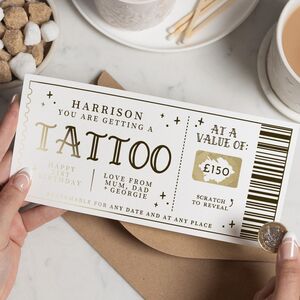 HARRISON
YOU ARE GETTING A
TATTOO
HAPPY
21ST
BIRTHDAY
LOVE FROM
MUM, DAD
& GEORGIE
REDEEMABLE FOR ANY DATE AND AT ANY PLACE
AT A
VALUE OF:
£150
SCRATCH
TO REVEAL